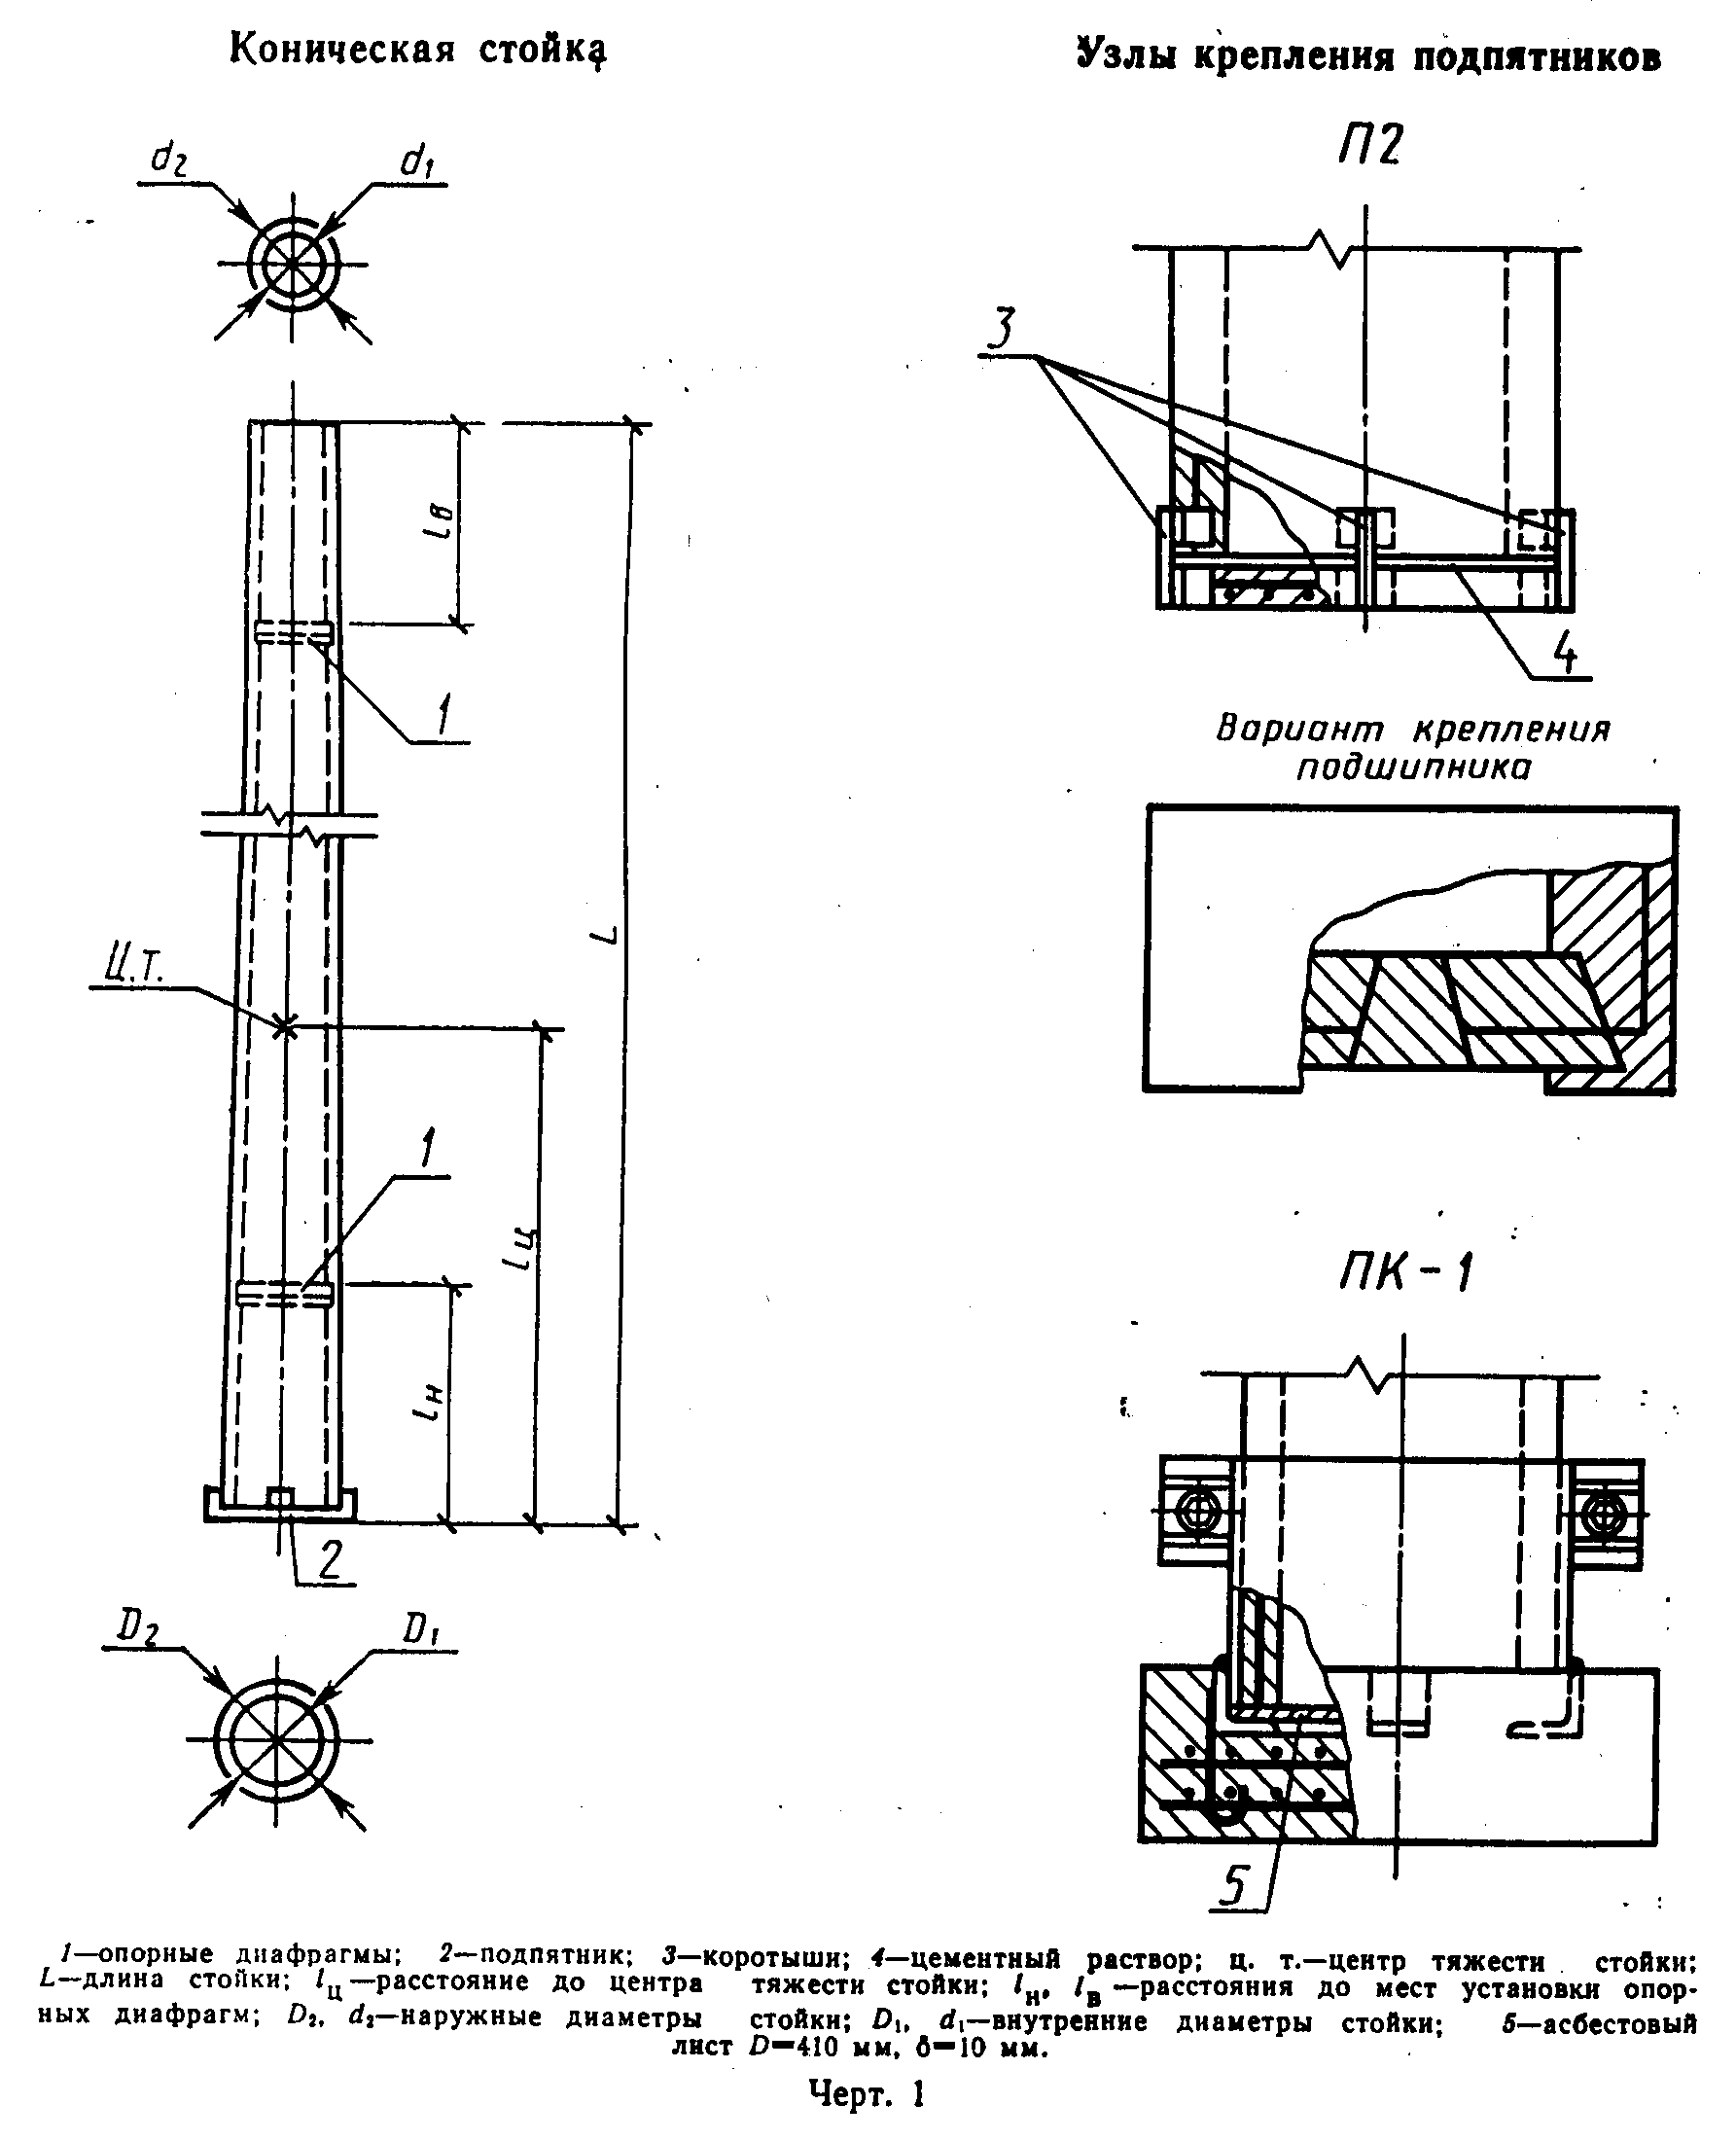 Коническая стойка
Узлы крепления подпятников
d2
d1
lв
L
1
Ц.Т.
lц
1
lн
2
D2
D1
П2
3
4
Вариант крепления
подшипника
ПК-1
5
1—опорные диафрагмы; 2—подпятник; 3—коротыши; 4—цементный раствор; ц. т.—центр тяжести стойки;
L—длина стойки; lц—расстояние до центра тяжести стойки; lн, lв—расстояния до мест установки опор-
ных диафрагм; D2, d2—наружные диаметры стойки; D1, d1—внутренние диаметры стойки; 5—асбестовый
лист D=410 мм, δ=10 мм.
Черт. 1